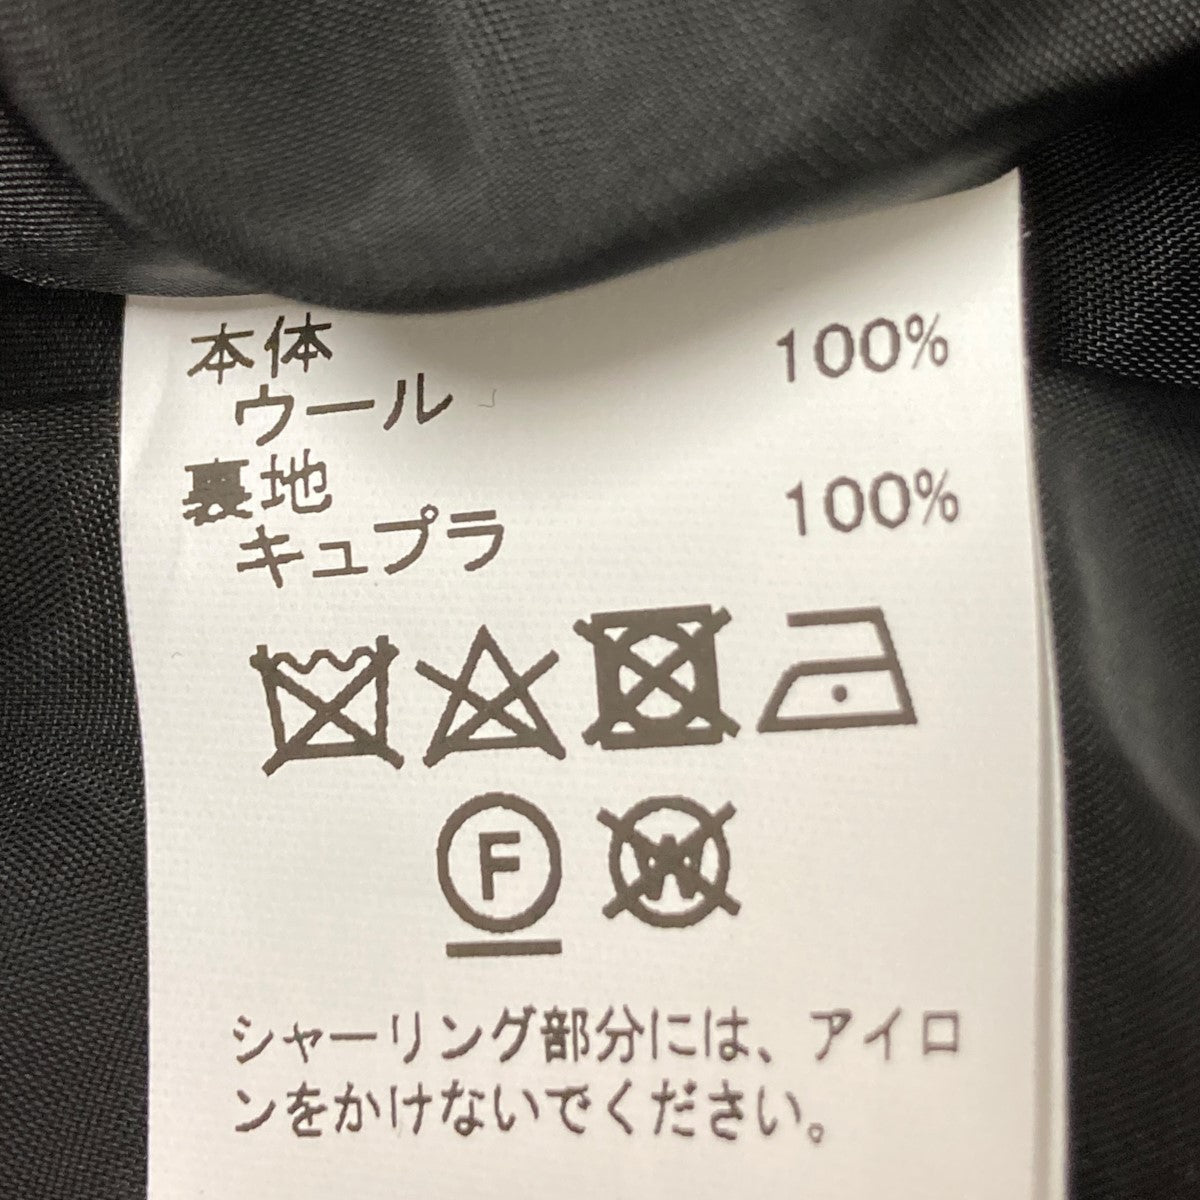 本体 100%
ウール
裏地 100%
キュプラ
F W
シャーリング部分には、アイロ
ンをかけないでください。